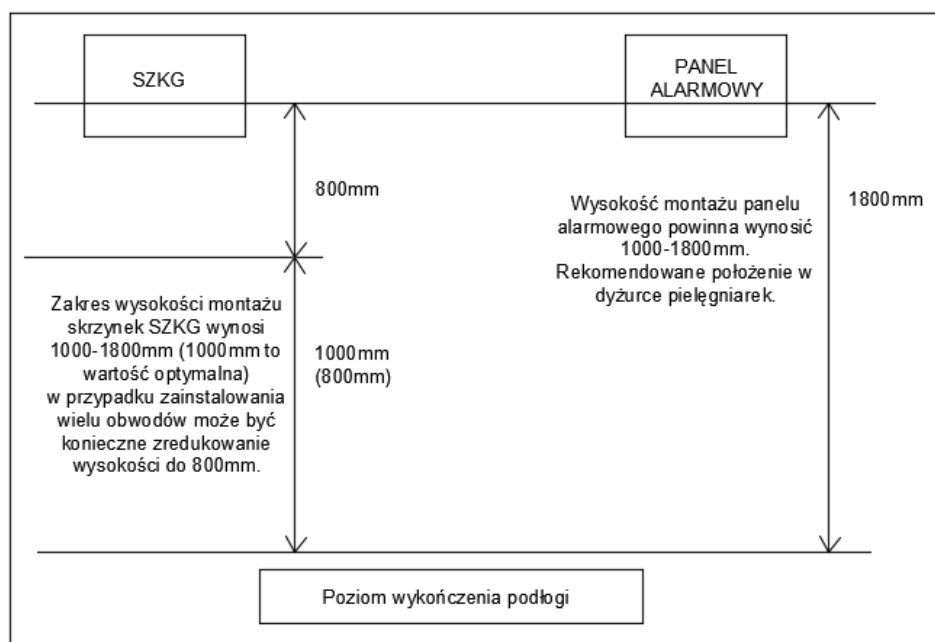 SZKG
PANEL
ALARMOWY
800mm
1800mm
Wysokość montażu panelu
alarmowego powinna wynosić
1000-1800mm.
Rekomendowane położenie w
dyżurce pielęgniarek.
Zakres wysokości montażu
skrzynek SZKG wynosi
1000-1800mm (1000mm to
wartość optymalna)
w przypadku zainstalowania
wielu obwodów może być
konieczne zredukowanie
wysokości do 800mm.
1000mm
(800mm)
Poziom wykończenia podłogi